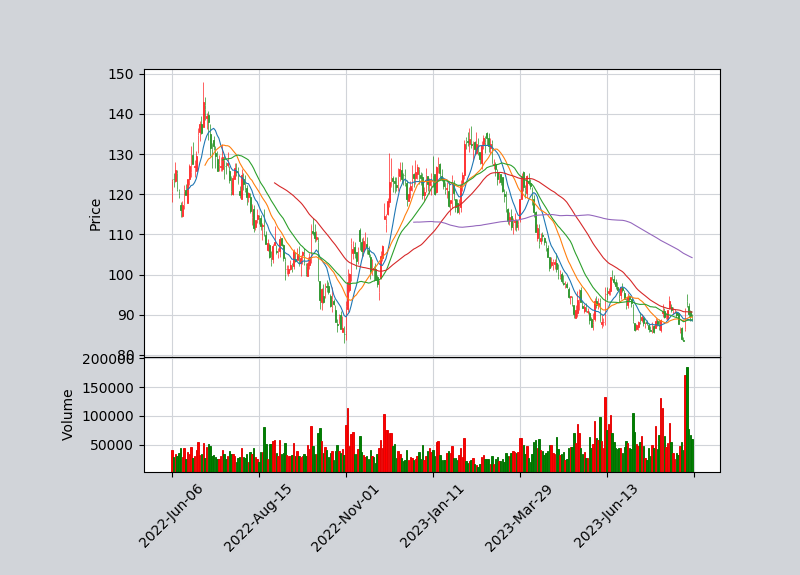 150
140
130
120
110
100
90
80
Price
200000
150000
100000
50000
Volume
2022-Jun-06
2022-Aug-15
2022-Nov-01
2023-Jan-11
2023-Mar-29
2023-Jun-13